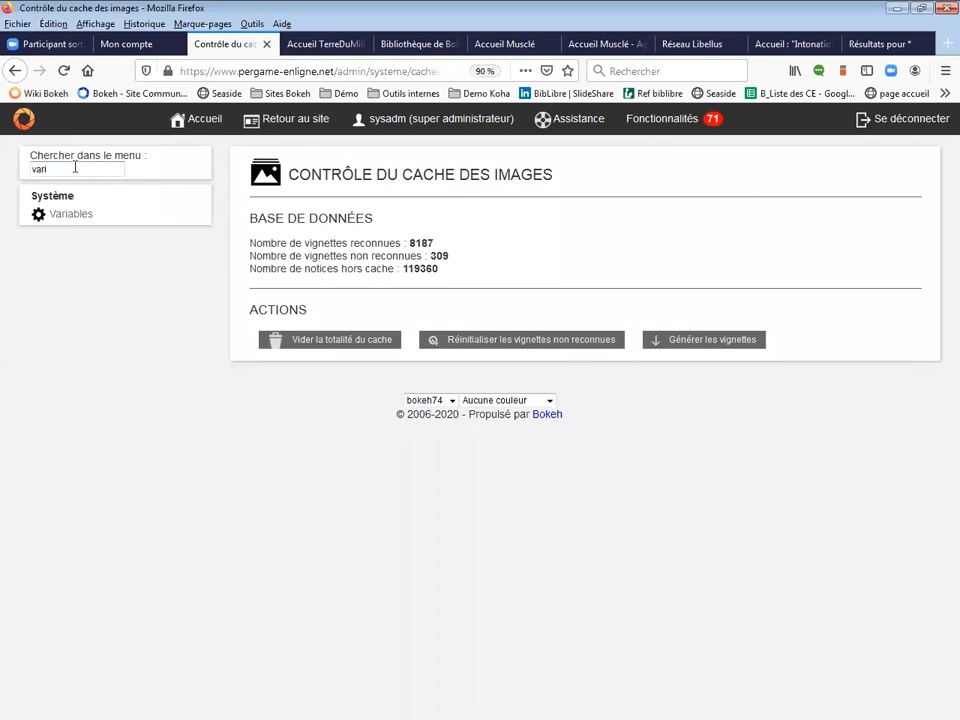 Contrôle du cache des images - Mozilla Firefox
Fichier Édition Affichage Historique Marque-pages Outils Aide
Participant sort
Mon compte
Contrôle du cac
Accueil TerreDuMili
Bibliothèque de Bo
Accueil Musclé
Accueil Musclé - Ag
Réseau Libellus
Accueil : "Intonatio
Résultats pour "
https://www.pergame-enligne.net/admin/systeme/cache
90 %
Rechercher
Wiki Bokeh
Bokeh - Site Commun...
Seaside
Sites Bokeh
Démo
Outils internes
Demo Koha
BibLibre | SlideShare
Ref biblibre
Seaside
B_Liste des CE - Googl...
page accueil
Accueil
Retour au site
sysadm (super administrateur)
Assistance
Fonctionnalités 71
Se déconnecter
Chercher dans le menu :
vari
Système
Variables
CONTRÔLE DU CACHE DES IMAGES
BASE DE DONNÉES
Nombre de vignettes reconnues : 8187
Nombre de vignettes non reconnues : 309
Nombre de notices hors cache : 119360
ACTIONS
Vider la totalité du cache
Réinitialiser les vignettes non reconnues
Générer les vignettes
bokeh74
Aucune couleur
© 2006-2020 - Propulsé par Bokeh